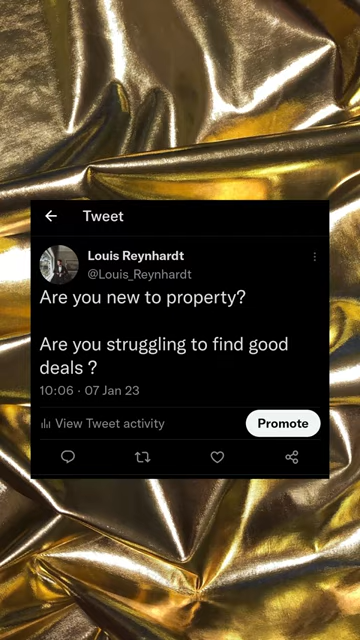 Tweet
Louis Reynhardt
@Louis_Reynhardt
Are you new to property?
Are you struggling to find good
deals ?
10:06 · 07 Jan 23
View Tweet activity
Promote